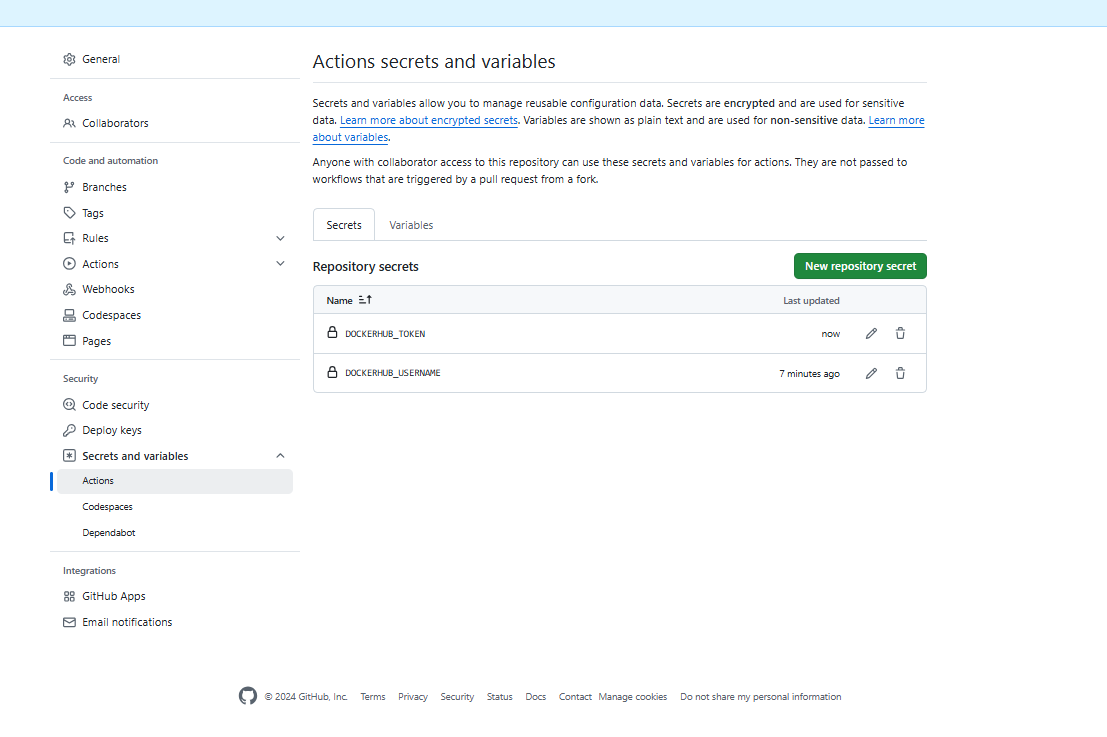 General
Access
Collaborators
Code and automation
Branches
Tags
Rules
Actions
Webhooks
Codespaces
Pages
Security
Code security
Deploy keys
Secrets and variables
Actions
Codespaces
Dependabot
Integrations
GitHub Apps
Email notifications
Actions secrets and variables
Secrets and variables allow you to manage reusable configuration data. Secrets are encrypted and are used for sensitive
data. Learn more about encrypted secrets. Variables are shown as plain text and are used for non-sensitive data. Learn more
about variables.
Anyone with collaborator access to this repository can use these secrets and variables for actions. They are not passed to
workflows that are triggered by a pull request from a fork.
Secrets Variables
Repository secrets New repository secret
Name Last updated
DOCKERHUB_TOKEN now
DOCKERHUB_USERNAME 7 minutes ago
© 2024 GitHub, Inc. Terms Privacy Security Status Docs Contact Manage cookies Do not share my personal information